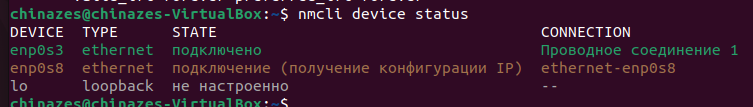 chinazes@chinazes-VirtualBox:~$ nmcli device status
DEVICE TYPE STATE CONNECTION
enp0s3 ethernet подключено Проводное соединение 1
enp0s8 ethernet подключение (получение конфигурации IP) ethernet-enp0s8
lo loopback не настроенно --
chinazes@chinazes-VirtualBox:~$